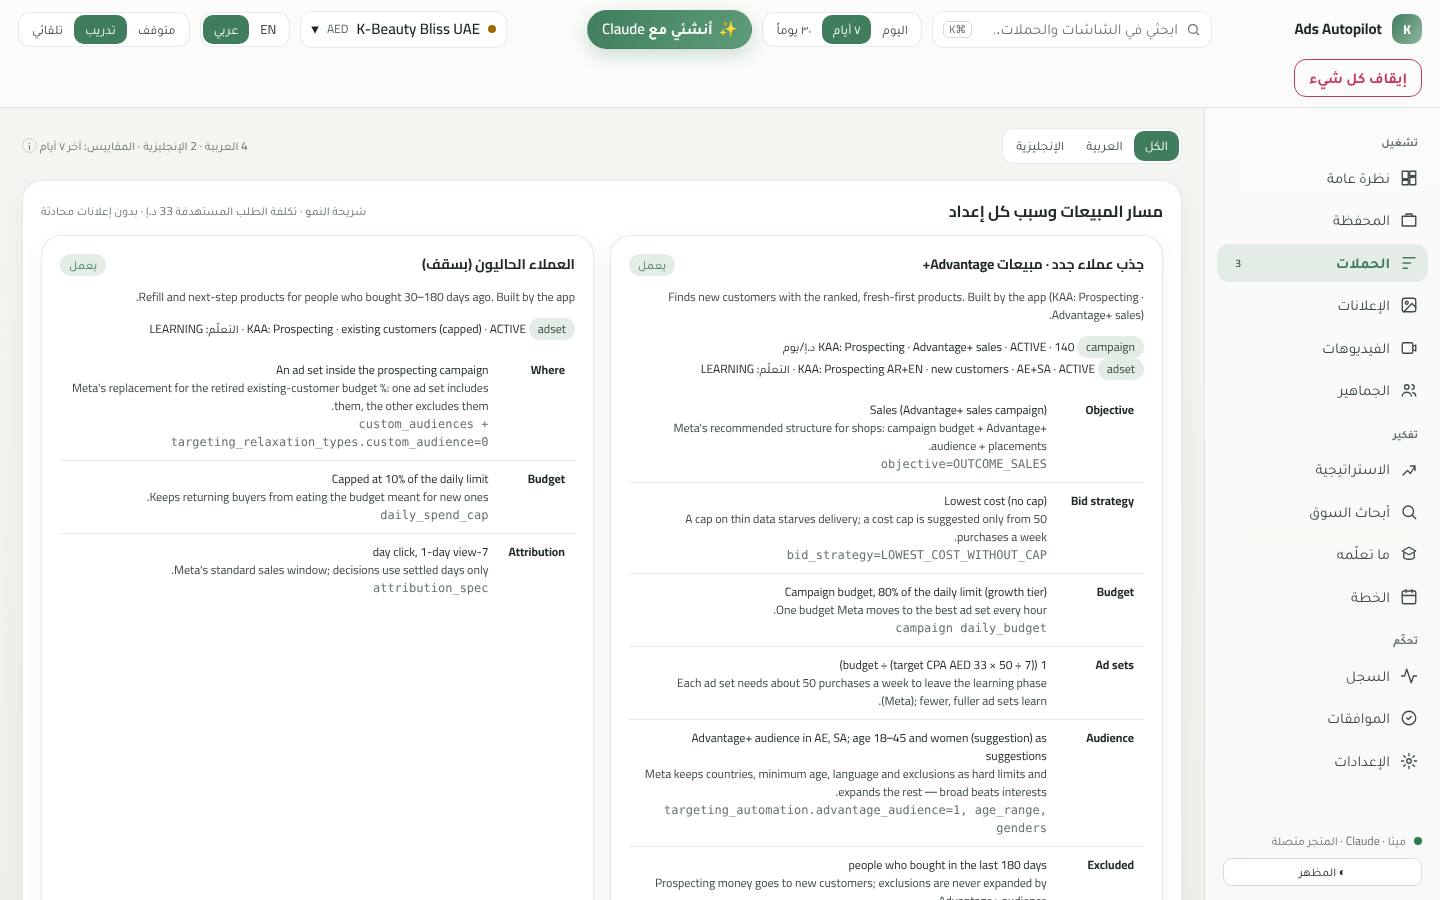 K Ads Autopilot
ابحثي في الشاشات والحملات.. ⌘K
اليوم ٧ أيام ٣٠ يوماً
✨ أنشئي مع Claude
K-Beauty Bliss UAE AED ▼
EN عربي
متوقف تدريب تلقائي
إيقاف كل شيء
تشغيل
نظرة عامة
المحفظة
الحملات 3
الإعلانات
الفيديوهات
الجماهير
تفكير
الاستراتيجية
أبحاث السوق
ما تعلّمه
الخطة
تحكّم
السجل
الموافقات
الإعدادات
ميتا · Claude · المتجر متصلة
المظهر
الكل العربية الإنجليزية
4 العربية · 2 الإنجليزية · المقاييس: آخر ٧ أيام i
مسار المبيعات وسبب كل إعداد
شريحة النمو · تكلفة الطلب المستهدفة 33 د.إ · بدون إعلانات محادثة
جذب عملاء جدد · مبيعات Advantage+
يعمل
Finds new customers with the ranked, fresh-first products. Built by the app (KAA: Prospecting ·
Advantage+ sales).
campaign KAA: Prospecting · Advantage+ sales · ACTIVE · 140 د.إ/يوم
adset KAA: Prospecting AR+EN · new customers · AE+SA · ACTIVE · التعلّم: LEARNING
Objective
Sales (Advantage+ sales campaign)
Meta's recommended structure for shops: campaign budget + Advantage+
audience + placements.
objective=OUTCOME_SALES
Bid strategy
Lowest cost (no cap)
A cap on thin data starves delivery; a cost cap is suggested only from 50
purchases a week.
bid_strategy=LOWEST_COST_WITHOUT_CAP
Budget
Campaign budget, 80% of the daily limit (growth tier)
One budget Meta moves to the best ad set every hour.
campaign daily_budget
Ad sets
1 (budget ÷ (target CPA AED 33 × 50 ÷ 7))
Each ad set needs about 50 purchases a week to leave the learning phase
(Meta); fewer, fuller ad sets learn.
Audience
Advantage+ audience in AE, SA; age 18–45 and women (suggestion) as
suggestions
Meta keeps countries, minimum age, language and exclusions as hard limits and
expands the rest — broad beats interests.
targeting_automation.advantage_audience=1, age_range,
genders
Excluded
people who bought in the last 180 days
Prospecting money goes to new customers; exclusions are never expanded by
العملاء الحاليون (بسقف)
يعمل
Refill and next-step products for people who bought 30–180 days ago. Built by the app.
adset KAA: Prospecting · existing customers (capped) · ACTIVE · التعلّم: LEARNING
Where
An ad set inside the prospecting campaign
Meta's replacement for the retired existing-customer budget %: one ad set includes
them, the other excludes them.
custom_audiences +
targeting_relaxation_types.custom_audience=0
Budget
Capped at 10% of the daily limit
Keeps returning buyers from eating the budget meant for new ones.
daily_spend_cap
Attribution
7-day click, 1-day view
Meta's standard sales window; decisions use settled days only.
attribution_spec